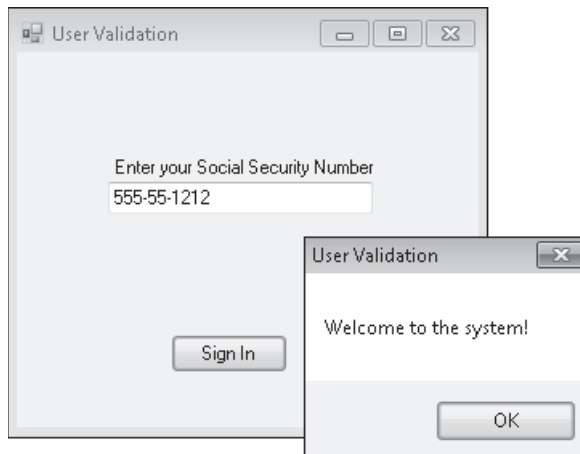 User Validation
Enter your Social Security Number
555-55-1212
Sign In
User Validation
Welcome to the system!
OK